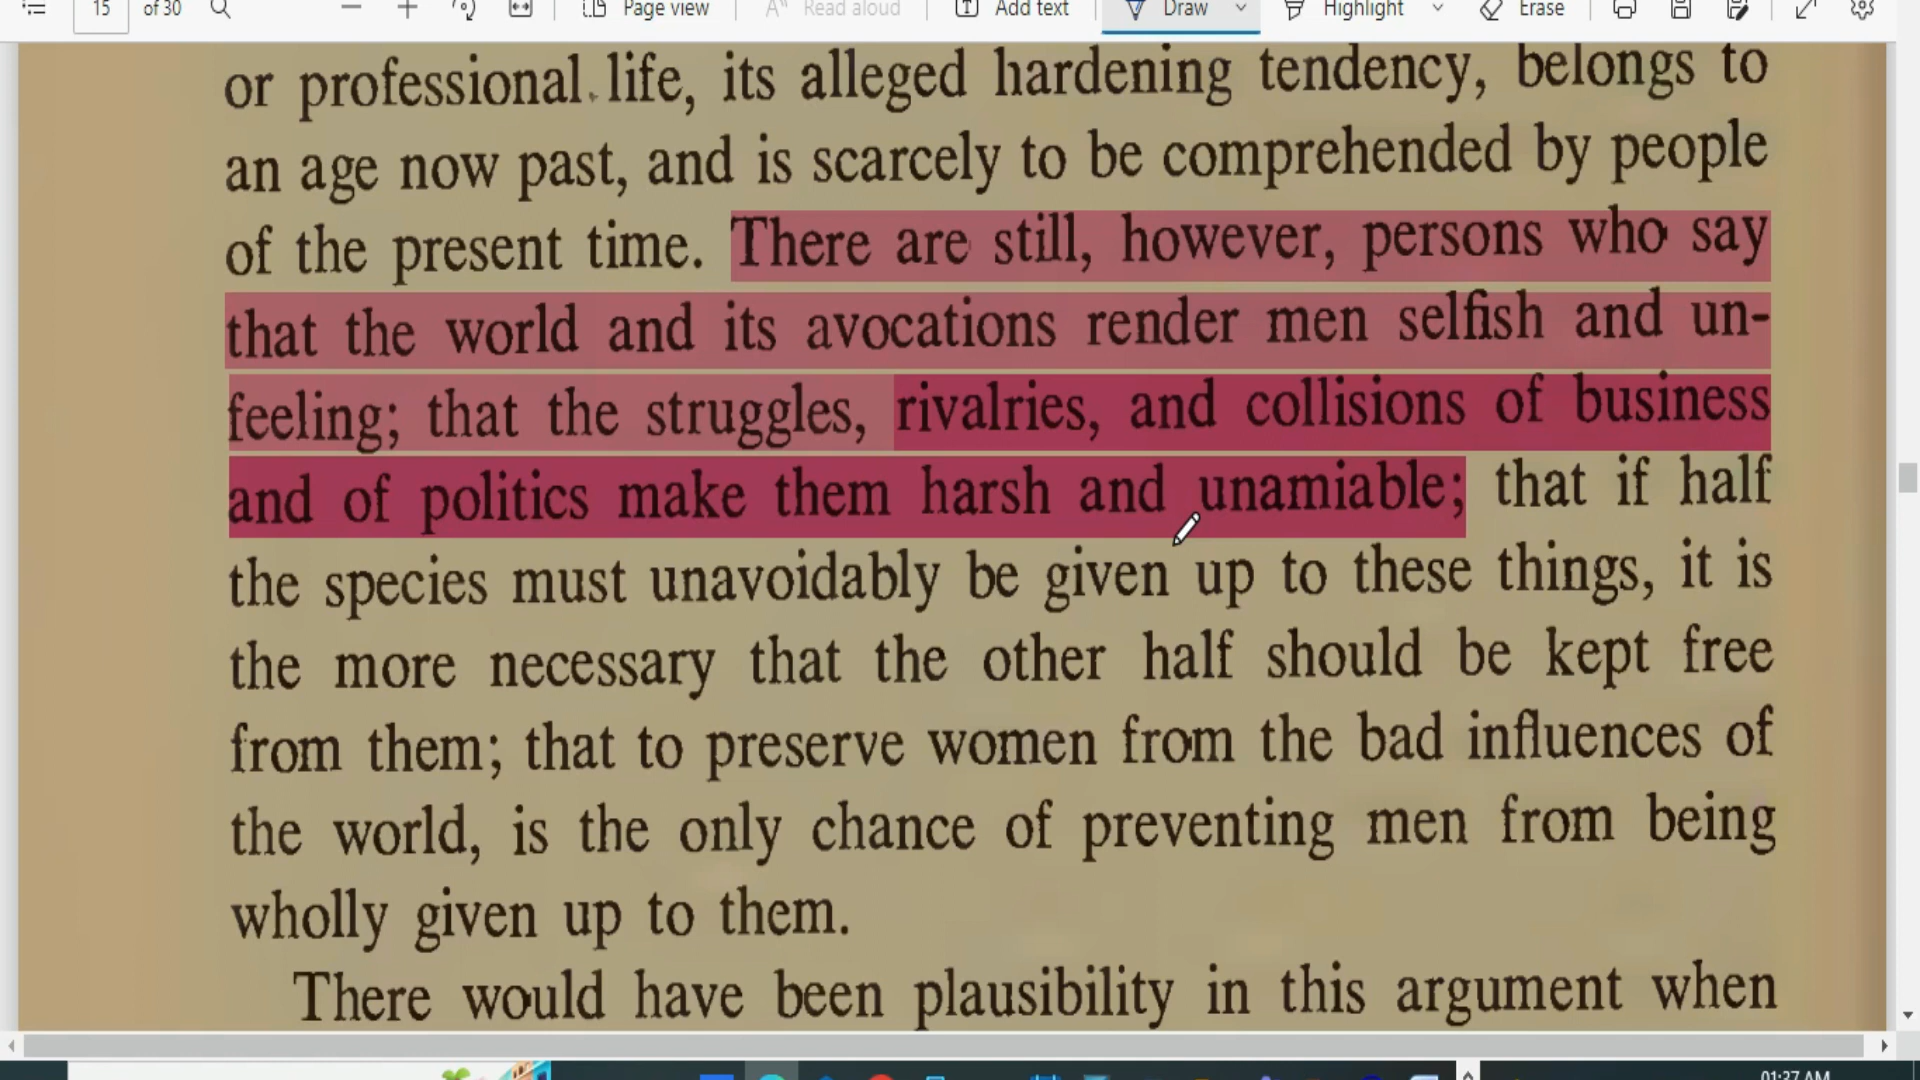 15 of 30 Page view Read aloud Add text Draw Highlight Erase
or professional life, its alleged hardening tendency, belongs to
an age now past, and is scarcely to be comprehended by people
of the present time. There are still, however, persons who say
that the world and its avocations render men selfish and un-
feeling; that the struggles, rivalries, and collisions of business
and of politics make them harsh and unamiable; that if half
the species must unavoidably be given up to these things, it is
the more necessary that the other half should be kept free
from them; that to preserve women from the bad influences of
the world, is the only chance of preventing men from being
wholly given up to them.
There would have been plausibility in this argument when
01:37 AM